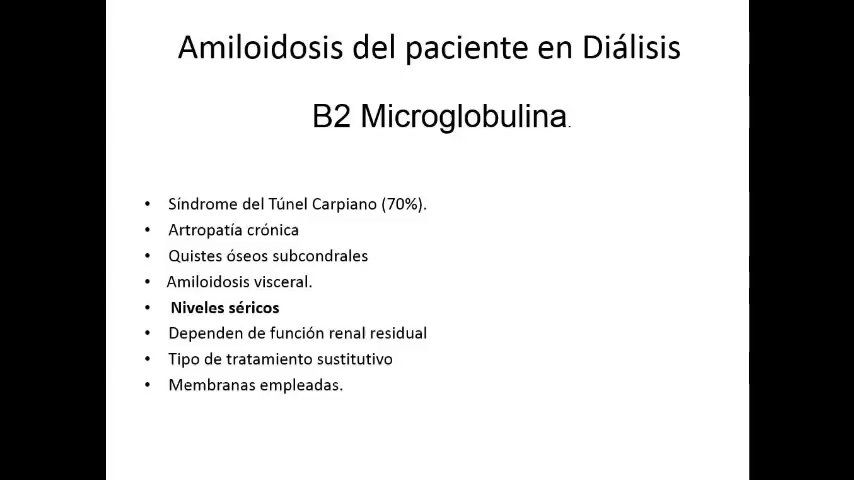 Amiloidosis del paciente en Diálisis
B2 Microglobulina.
• Síndrome del Túnel Carpiano (70%).
• Artropatía crónica
• Quistes óseos subcondrales
• Amiloidosis visceral.
• Niveles séricos
• Dependen de función renal residual
• Tipo de tratamiento sustitutivo
• Membranas empleadas.